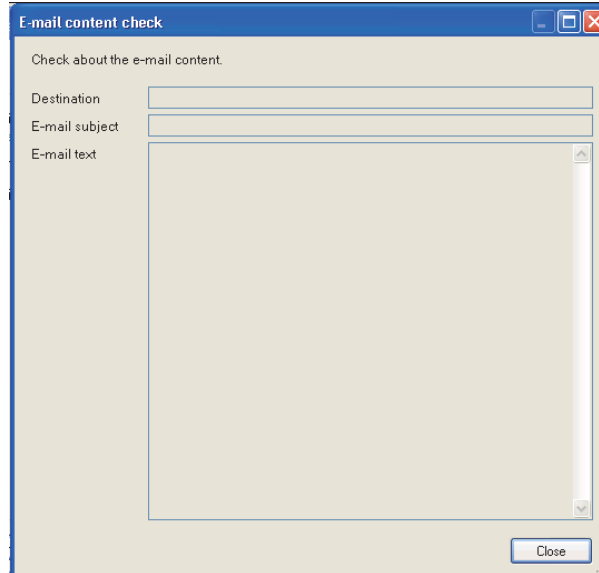 E-mail content check
Check about the e-mail content.
Destination
E-mail subject
E-mail text
Close